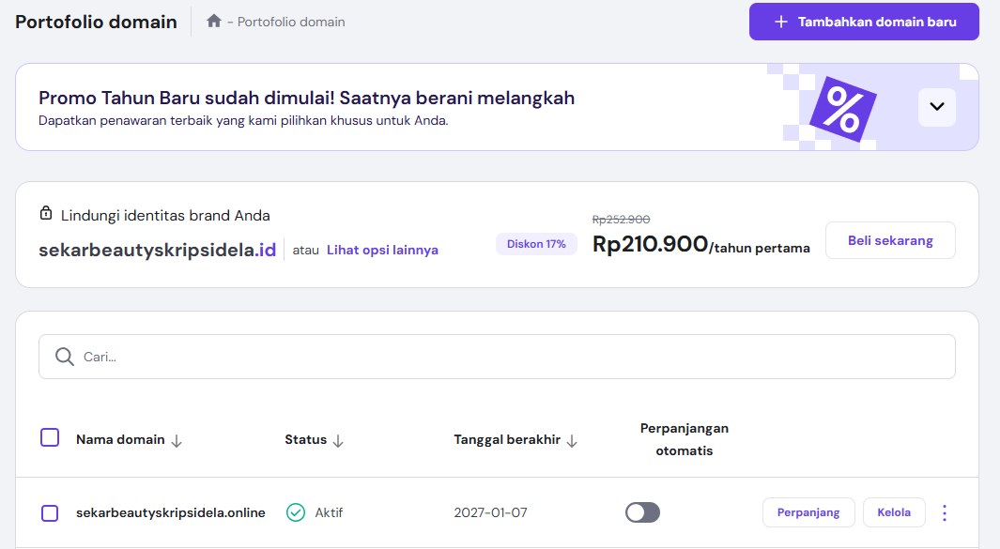 Portofolio domain
– Portofolio domain
+ Tambahkan domain baru
Promo Tahun Baru sudah dimulai! Saatnya berani melangkah
Dapatkan penawaran terbaik yang kami pilihkan khusus untuk Anda.
%
Lindungi identitas brand Anda
sekarbeautyskripsidela.id atau Lihat opsi lainnya
Diskon 17%
Rp252.900
Rp210.900/tahun pertama
Beli sekarang
Cari...
Nama domain ↓ Status ↓ Tanggal berakhir ↓ Perpanjangan
otomatis
sekarbeautyskripsidela.online Aktif 2027-01-07 Perpanjang Kelola